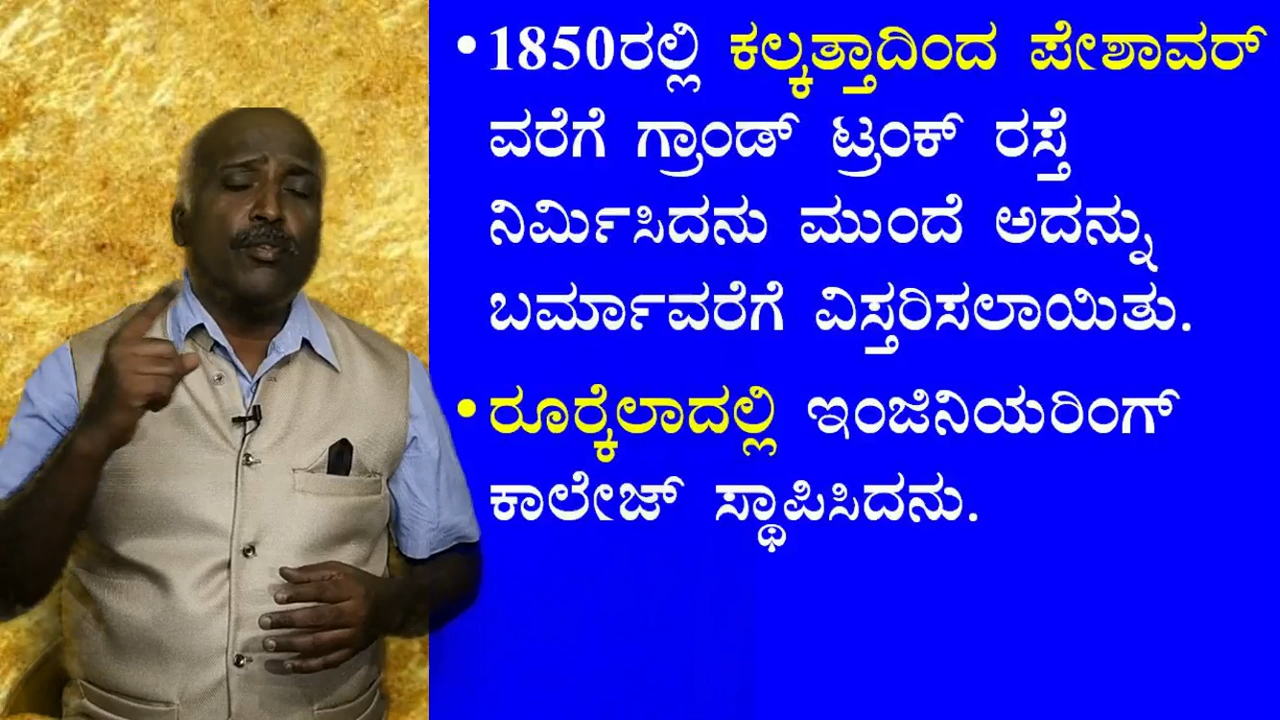 •1850ರಲ್ಲಿ ಕಲ್ಕತ್ತಾದಿಂದ ಪೇಶಾವರ್
ವರೆಗೆ ಗ್ರಾಂಡ್ ಟ್ರಂಕ್ ರಸ್ತೆ
ನಿರ್ಮಿಸಿದನು ಮುಂದೆ ಅದನ್ನು
ಬರ್ಮಾವರೆಗೆ ವಿಸ್ತರಿಸಲಾಯಿತು.
•ರೂರ್‍ಕೆಲಾದಲ್ಲಿ ಇಂಜಿನಿಯರಿಂಗ್
ಕಾಲೇಜ್ ಸ್ಥಾಪಿಸಿದನು.